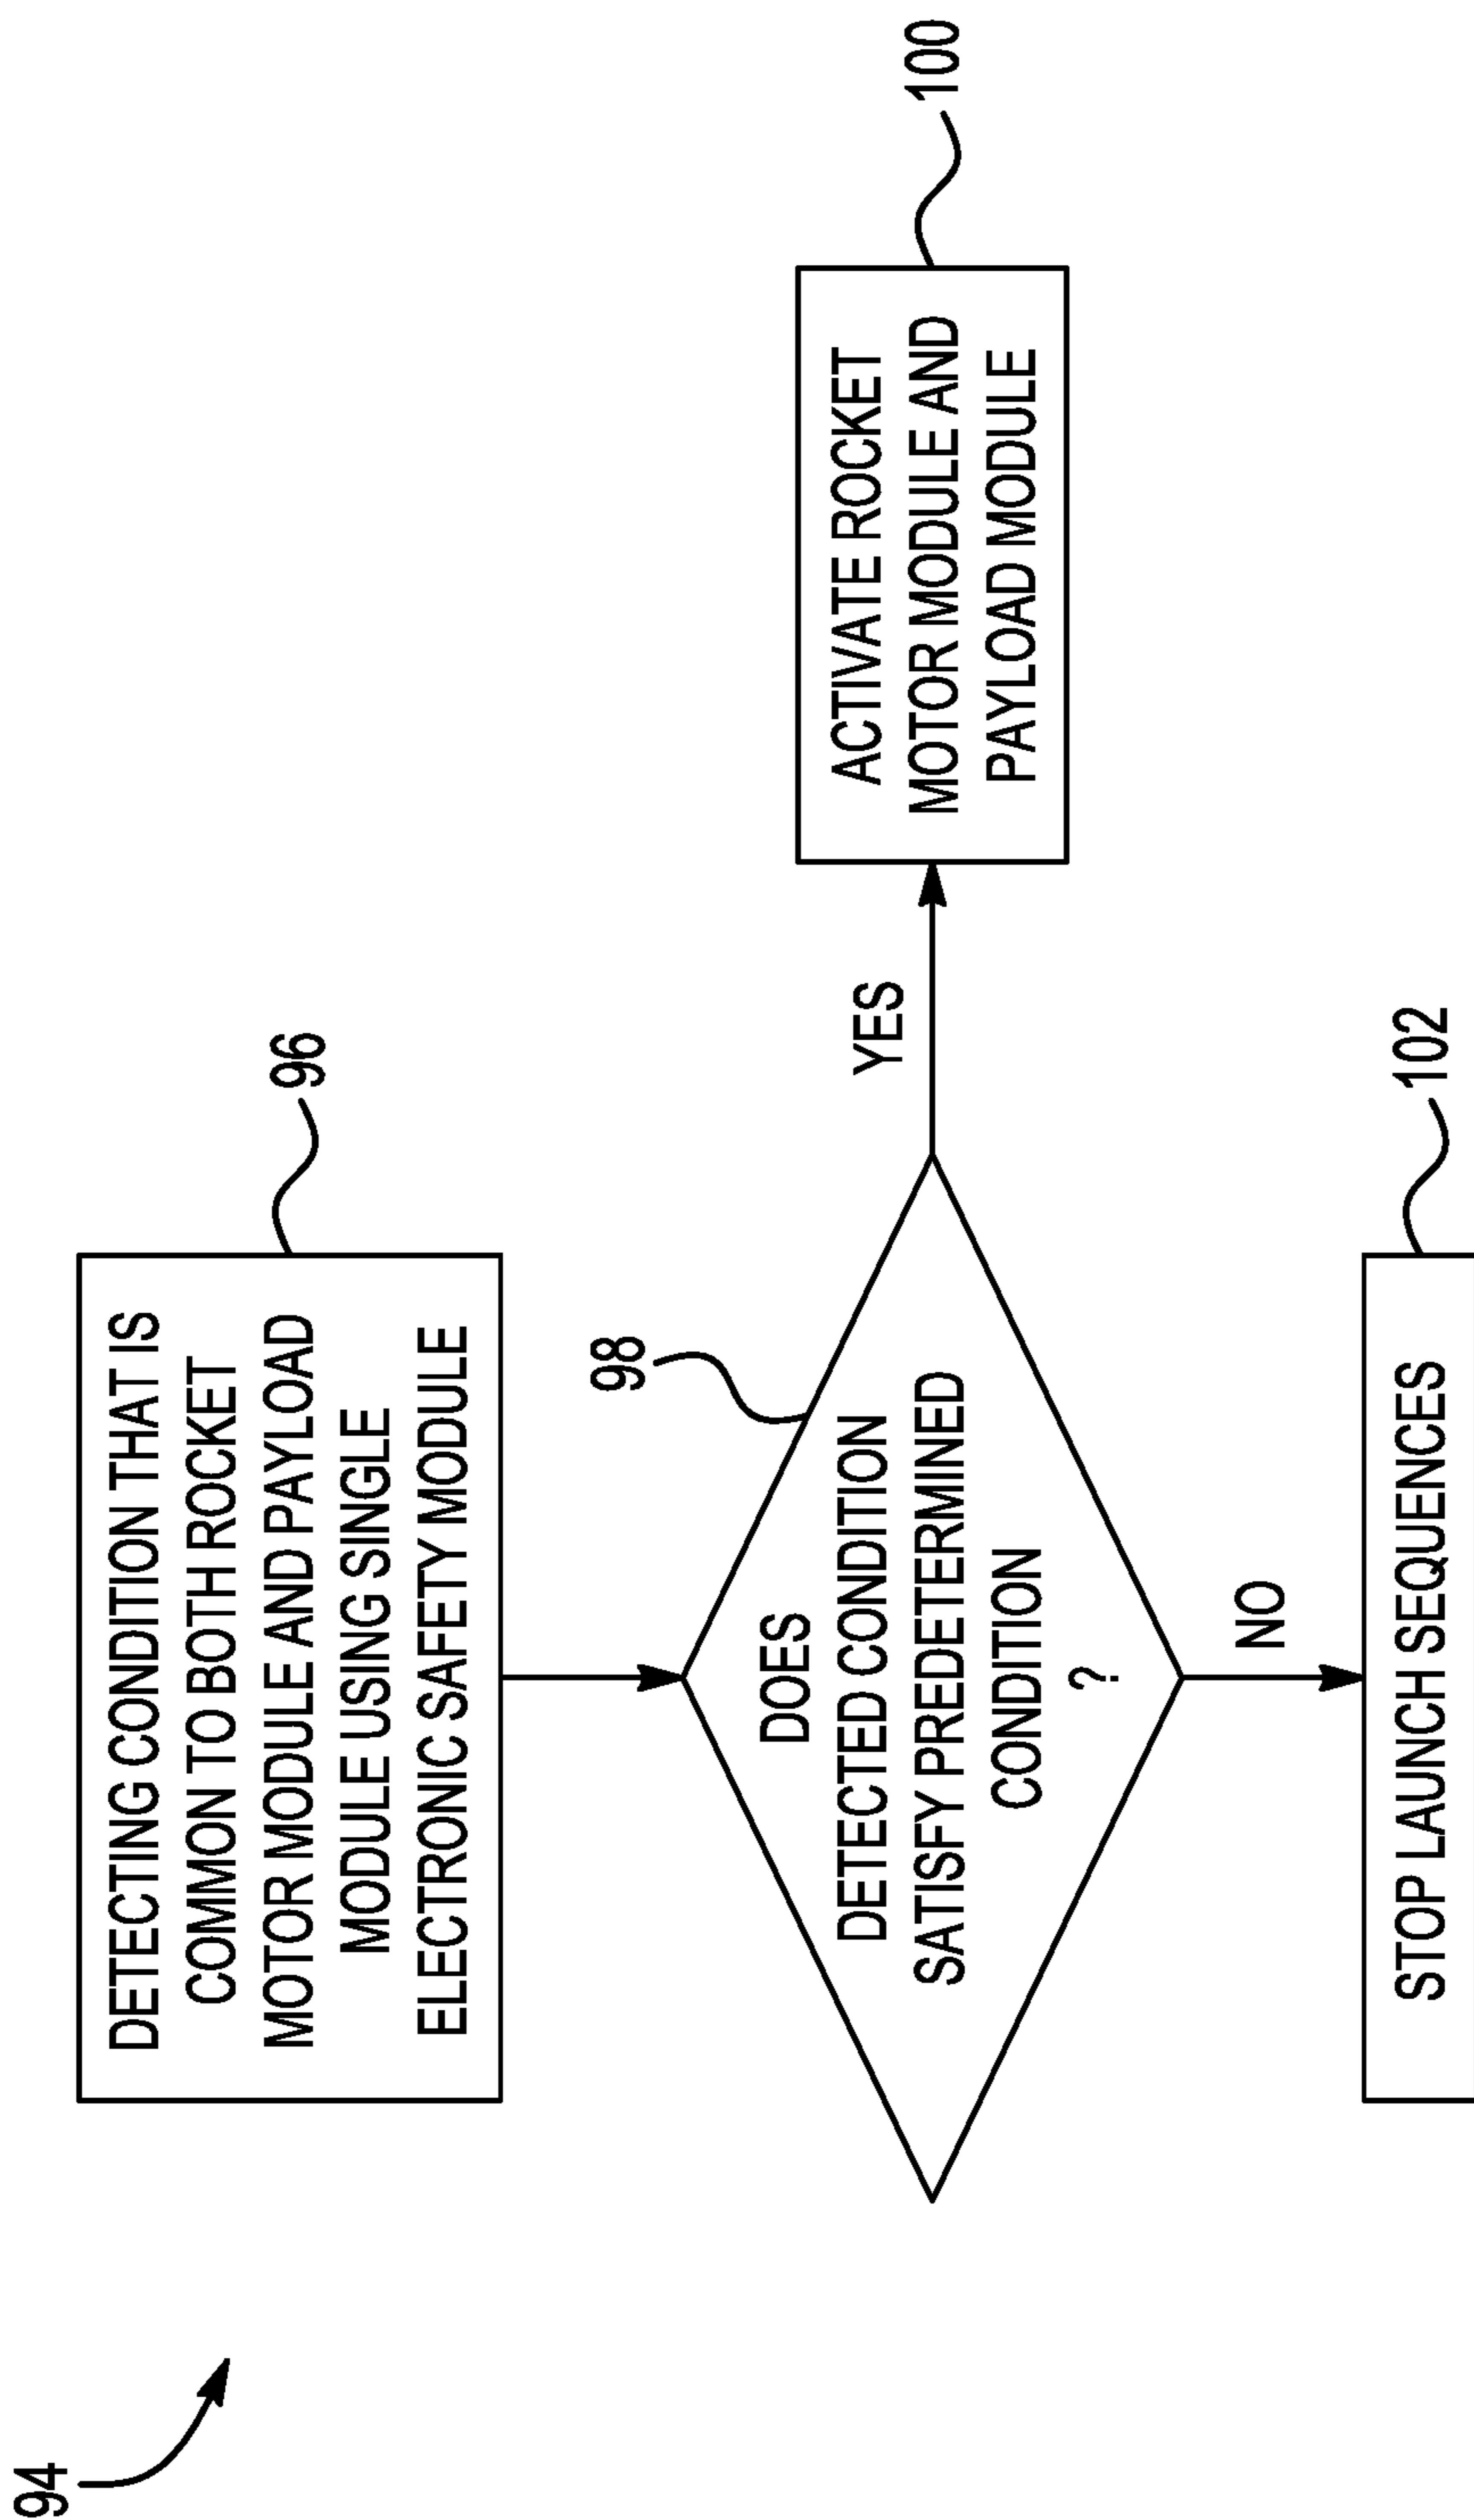 94
DETECTING CONDITION THAT IS
COMMON TO BOTH ROCKET
MOTOR MODULE AND PAYLOAD
MODULE USING SINGLE
ELECTRONIC SAFETY MODULE
96
98
DOES
DETECTED CONDITION
SATISFY PREDETERMINED
CONDITION
?
YES
ACTIVATE ROCKET
MOTOR MODULE AND
PAYLOAD MODULE
100
NO
STOP LAUNCH SEQUENCES
102